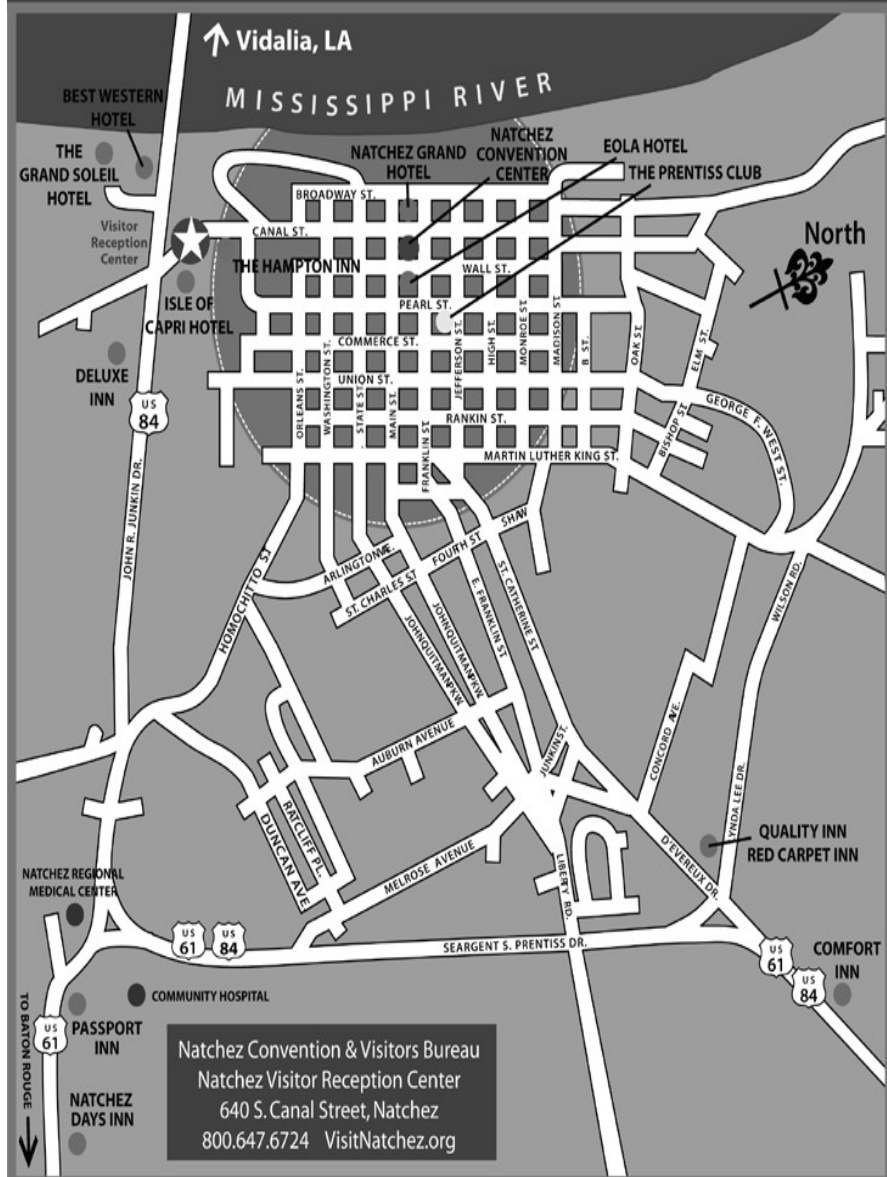 Vidalia, LA
MISSISSIPPI RIVER
BEST WESTERN
HOTEL
THE
GRAND SOLEIL
HOTEL
NATCHEZ GRAND
HOTEL
NATCHEZ
CONVENTION
CENTER
EOLA HOTEL
THE PRENTISS CLUB
Visitor
Reception
Center
North
BROADWAY ST.
CANAL ST.
THE HAMPTON INN
WALL ST.
ISLE OF
CAPRI HOTEL
PEARL ST.
COMMERCE ST.
DELUXE
INN
UNION ST.
RANKIN ST.
MARTIN LUTHER KING ST.
ORLEANS ST.
WASHINGTON ST.
STATE ST.
MAIN ST.
FRANKLIN ST.
JEFFERSON ST.
HIGH ST.
MONROE ST.
MADISON ST.
B ST.
OAK ST.
ELM ST.
BISHOP ST.
GEORGE F. WEST ST.
US
84
JOHN R. JUNKIN DR.
HOMOCHITTO ST
ARLINGTON AVE.
ST. CHARLES ST
FOURTH ST
SHAW
JOHNQUITMANPKW.
JOHNQUITMANPKW.
E. FRANKLIN ST
ST. CATHERINE ST
WILSON RD.
CONCORD AVE.
LYNDA LEE DR.
AUBURN AVENUE
JUNKIN ST.
DUNCAN AVE.
RATCLIFF PL.
MELROSE AVENUE
LIBERTY RD.
D'EVEREUX DR.
QUALITY INN
RED CARPET INN
NATCHEZ REGIONAL
MEDICAL CENTER
US
61
US
84
SEARGENT S. PRENTISS DR.
US
61
US
84
COMFORT
INN
COMMUNITY HOSPITAL
PASSPORT
INN
US
61
TO BATON ROUGE
NATCHEZ
DAYS INN
Natchez Convention & Visitors Bureau
Natchez Visitor Reception Center
640 S. Canal Street, Natchez
800.647.6724 VisitNatchez.org